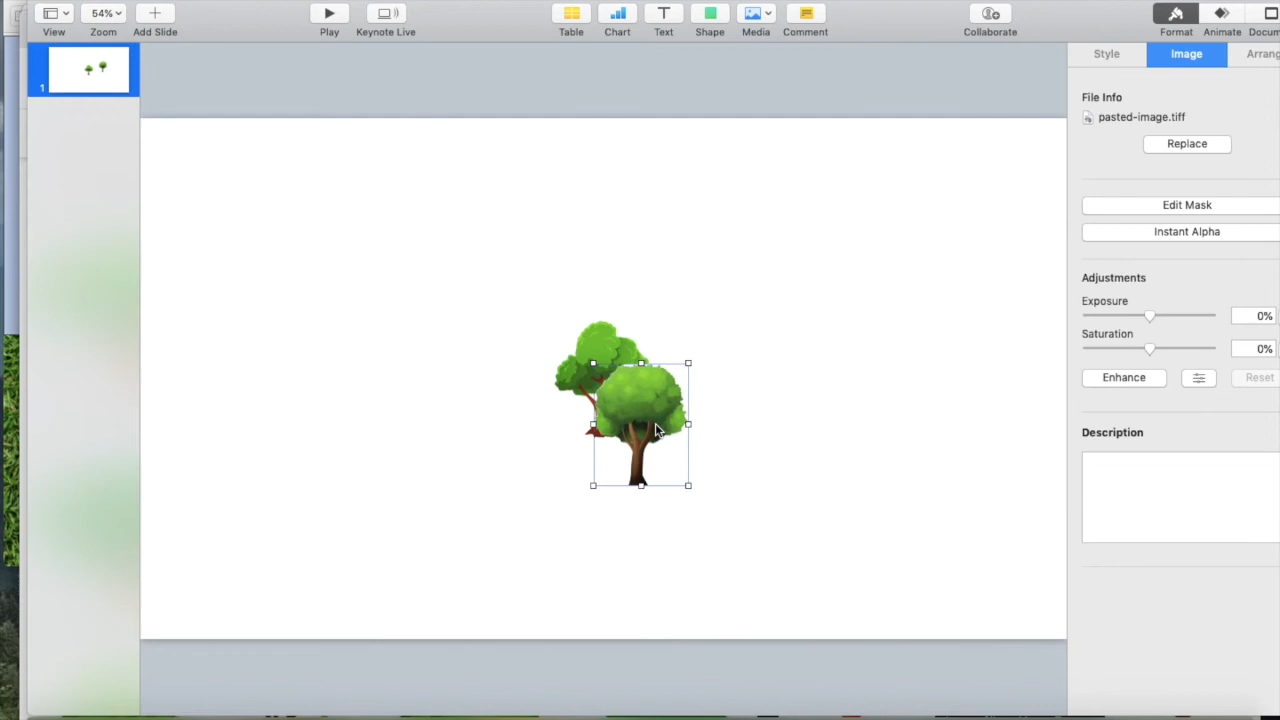 54%
View
Zoom
Add Slide
Play
Keynote Live
Table
Chart
Text
Shape
Media
Comment
Collaborate
Format
Animate
Docum
1
Style
Image
Arrang
File Info
pasted-image.tiff
Replace
Edit Mask
Instant Alpha
Adjustments
Exposure
0%
Saturation
0%
Enhance
Reset
Description